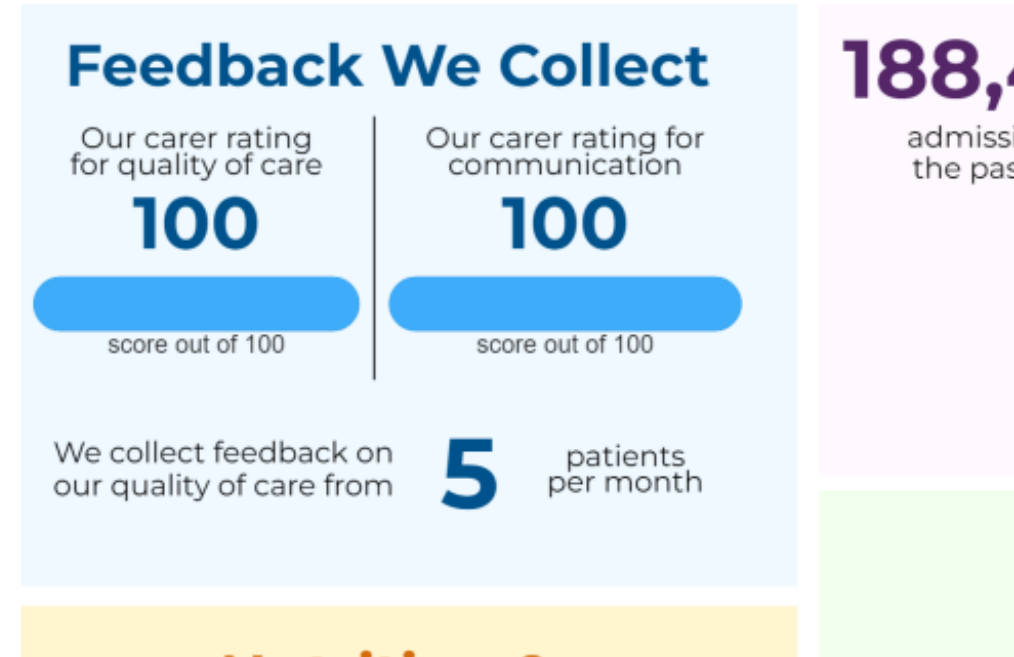 Feedback We Collect
Our carer rating
for quality of care
100
score out of 100
Our carer rating for
communication
100
score out of 100
We collect feedback on
our quality of care from
5
patients
per month
188,
the